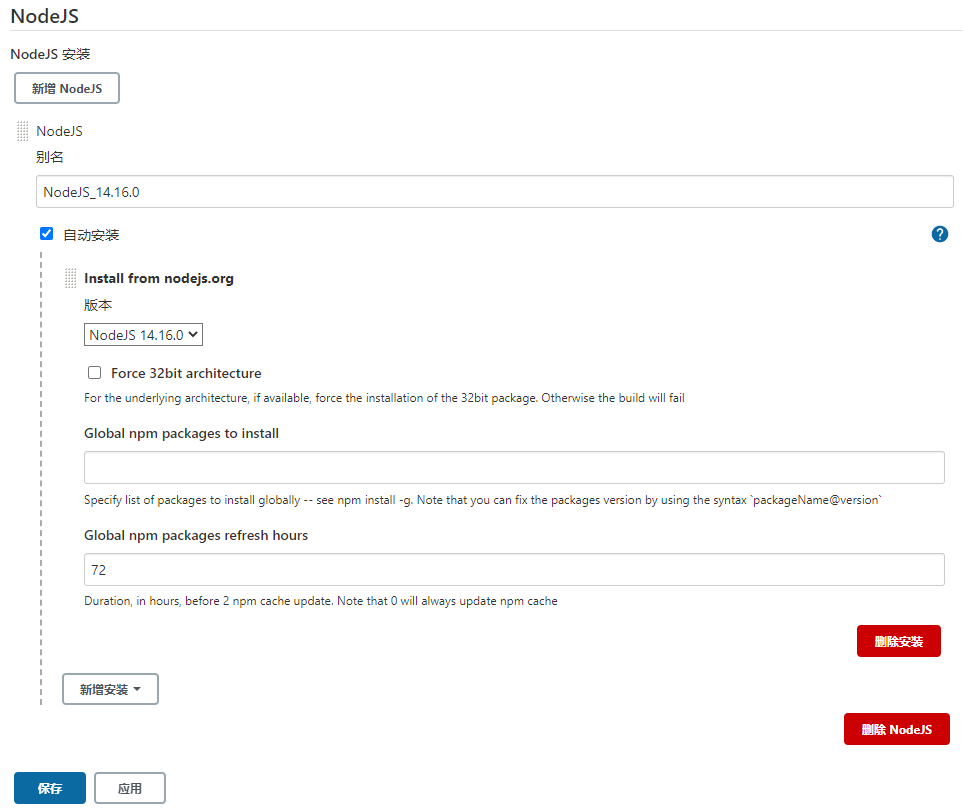 NodeJS
NodeJS 安装
新增 NodeJS
NodeJS
别名
NodeJS_14.16.0
自动安装
?
Install from nodejs.org
版本
NodeJS 14.16.0
Force 32bit architecture
For the underlying architecture, if available, force the installation of the 32bit package. Otherwise the build will fail
Global npm packages to install
Specify list of packages to install globally -- see npm install -g. Note that you can fix the packages version by using the syntax `packageName@version`
Global npm packages refresh hours
72
Duration, in hours, before 2 npm cache update. Note that 0 will always update npm cache
删除安装
新增安装
删除 NodeJS
保存
应用